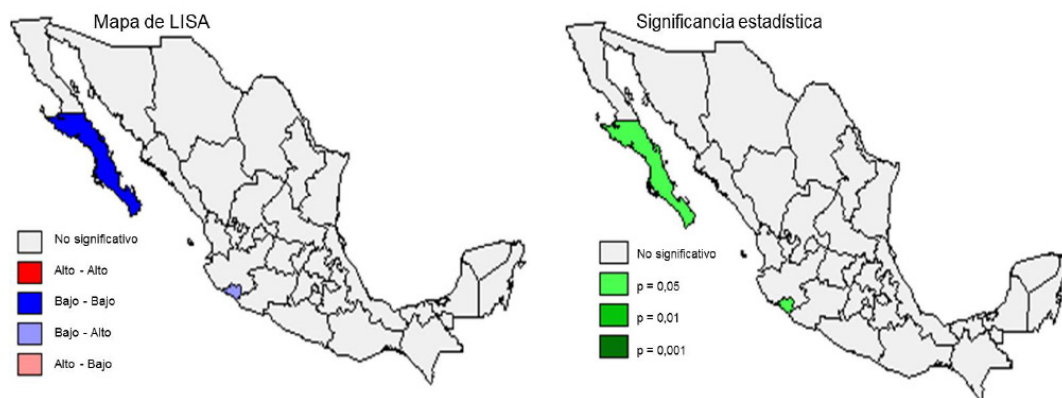 Mapa de LISA
No significativo
Alto - Alto
Bajo - Bajo
Bajo - Alto
Alto - Bajo
Significancia estadística
No significativo
p = 0,05
p = 0,01
p = 0,001